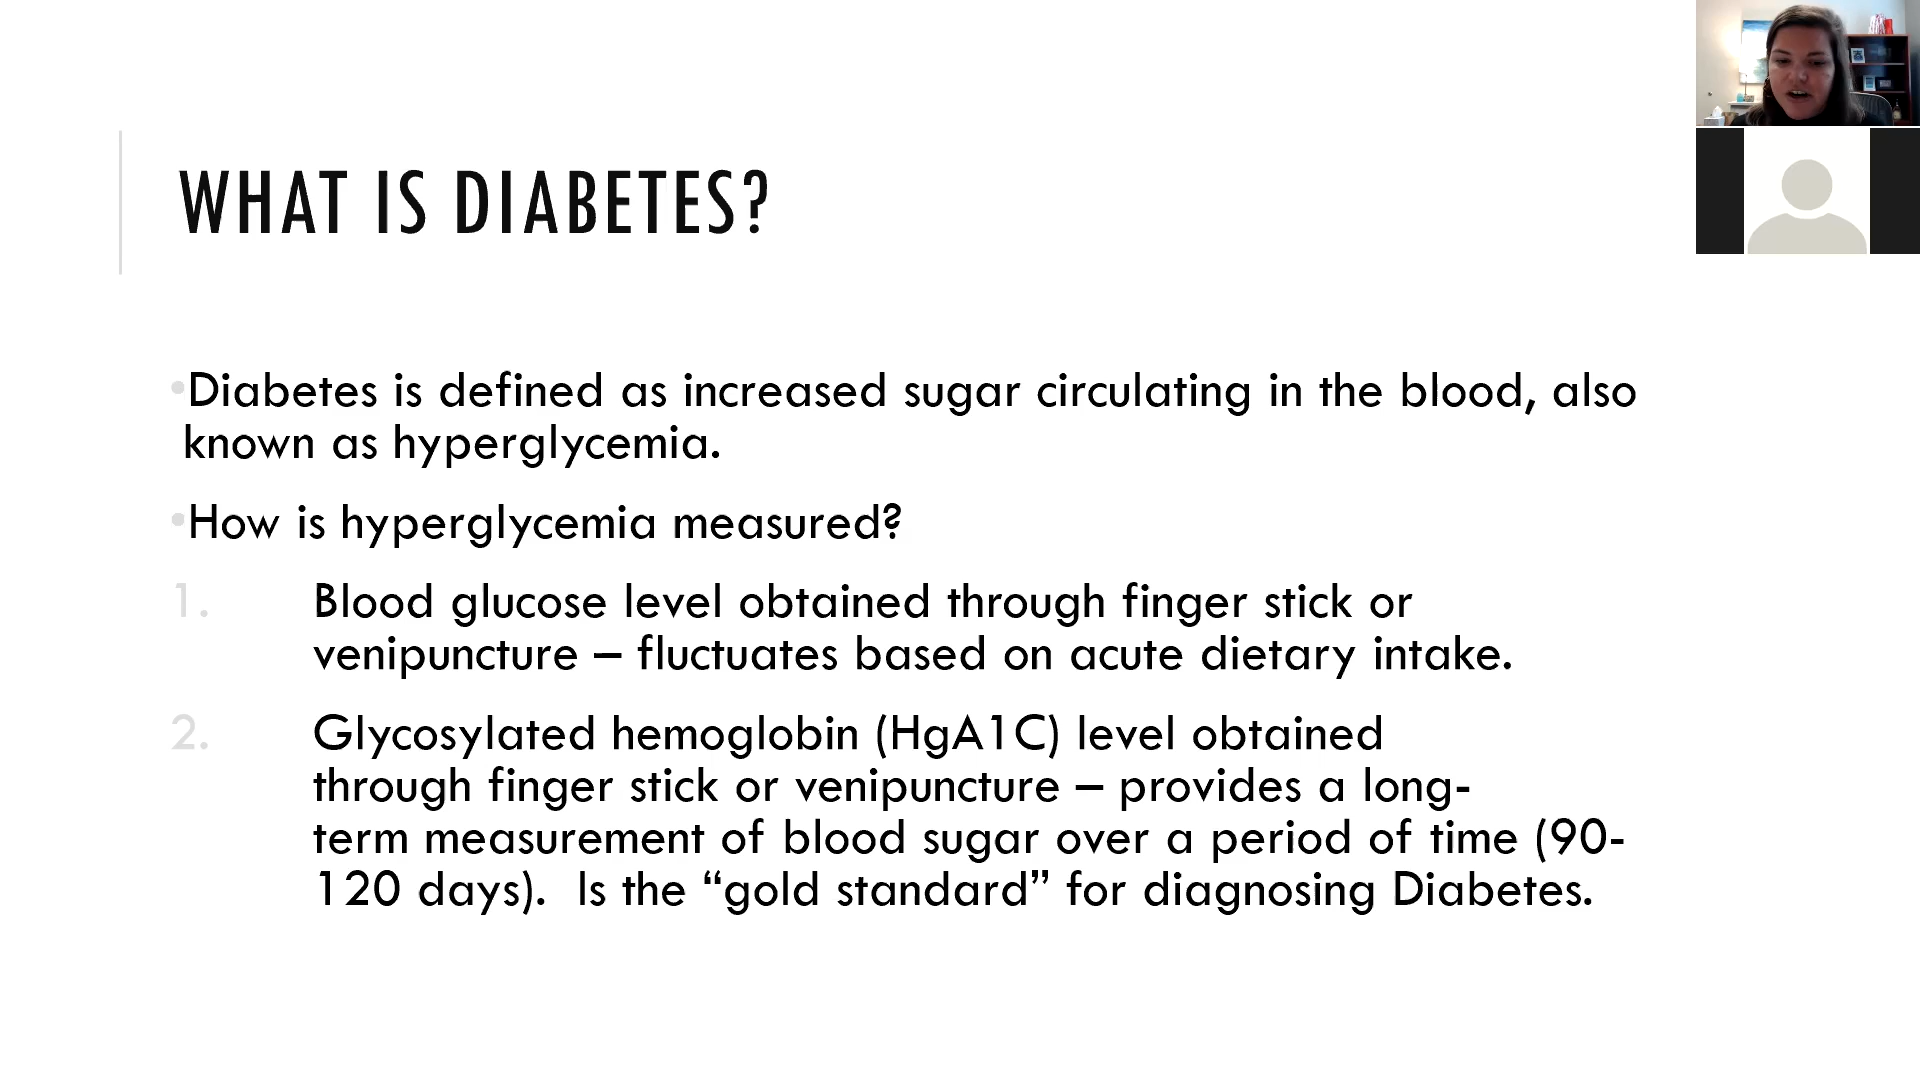 WHAT IS DIABETES?
•Diabetes is defined as increased sugar circulating in the blood, also
known as hyperglycemia.
•How is hyperglycemia measured?
1. Blood glucose level obtained through finger stick or
venipuncture – fluctuates based on acute dietary intake.
2. Glycosylated hemoglobin (HgA1C) level obtained
through finger stick or venipuncture – provides a long-
term measurement of blood sugar over a period of time (90-
120 days).  Is the “gold standard” for diagnosing Diabetes.